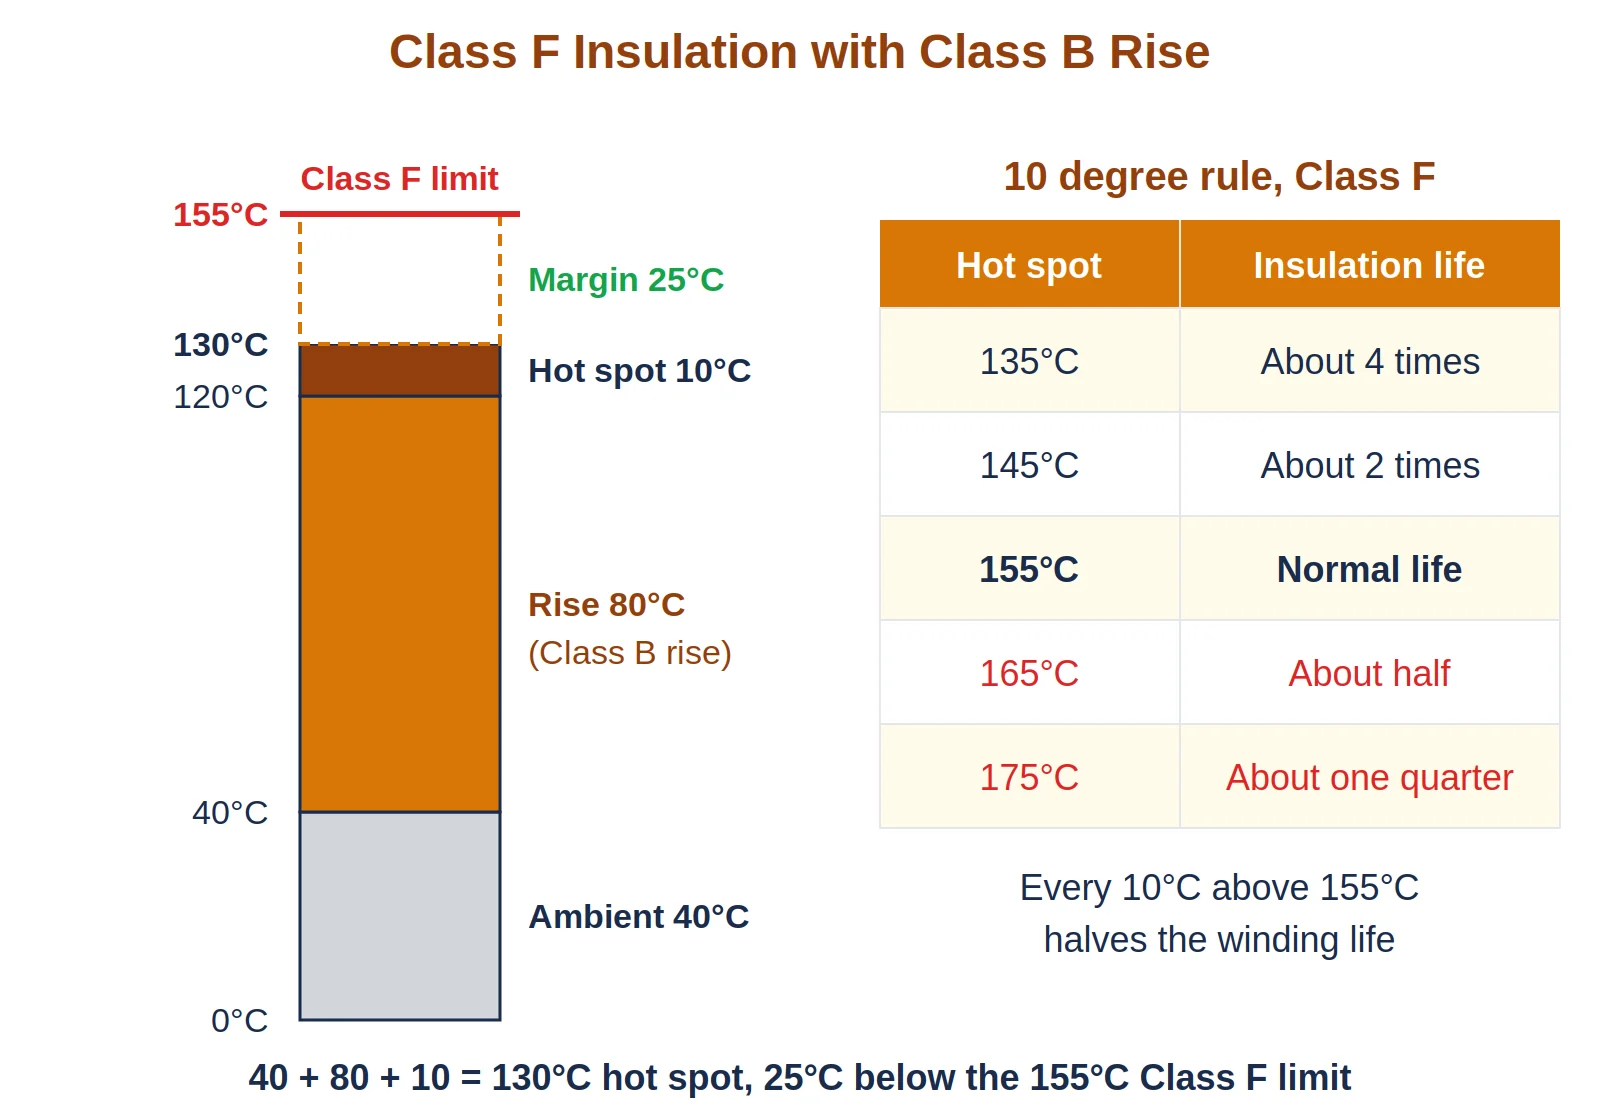 Class F Insulation with Class B Rise
Class F limit
155°C
Margin 25°C
130°C
Hot spot 10°C
120°C
Rise 80°C
(Class B rise)
40°C
Ambient 40°C
0°C
10 degree rule, Class F
Hot spot Insulation life
135°C About 4 times
145°C About 2 times
155°C Normal life
165°C About half
175°C About one quarter
Every 10°C above 155°C
halves the winding life
40 + 80 + 10 = 130°C hot spot, 25°C below the 155°C Class F limit